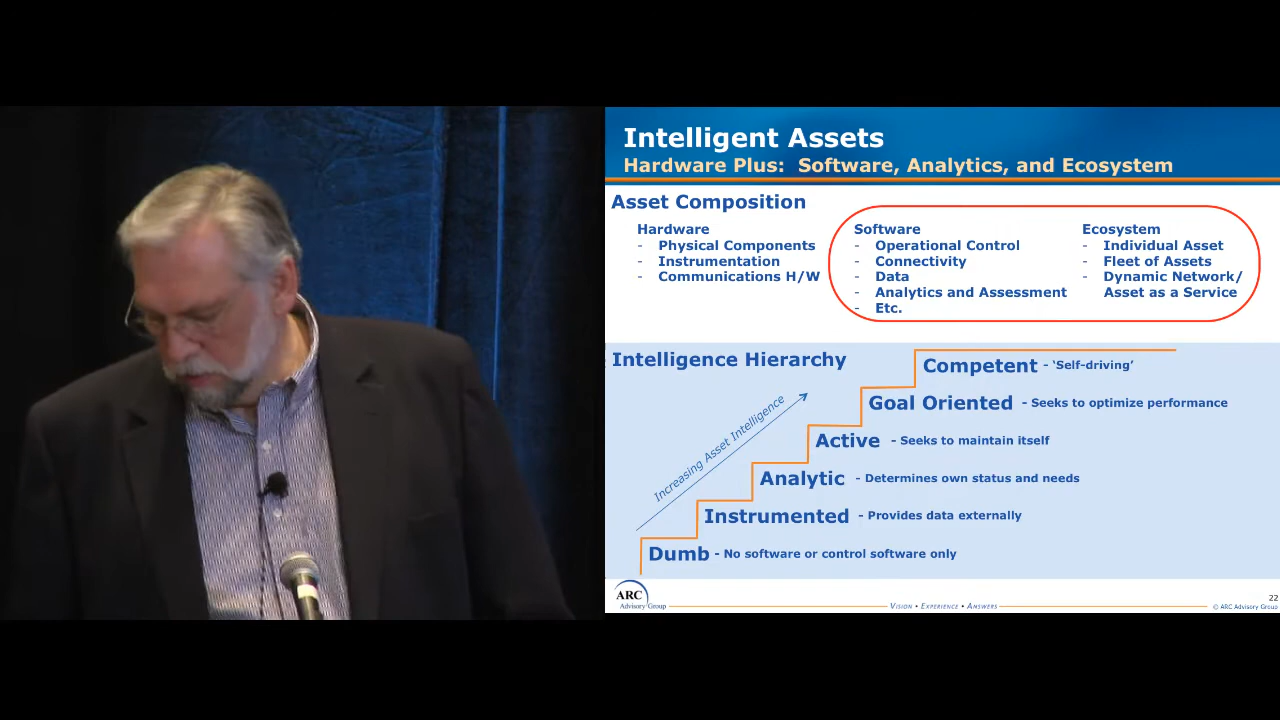 Intelligent Assets
Hardware Plus: Software, Analytics, and Ecosystem
Asset Composition
Hardware
- Physical Components
- Instrumentation
- Communications H/W
Software
- Operational Control
- Connectivity
- Data
- Analytics and Assessment
- Etc.
Ecosystem
- Individual Asset
- Fleet of Assets
- Dynamic Network/
Asset as a Service
Intelligence Hierarchy
Increasing Asset Intelligence
Competent - ‘Self-driving’
Goal Oriented - Seeks to optimize performance
Active - Seeks to maintain itself
Analytic - Determines own status and needs
Instrumented - Provides data externally
Dumb - No software or control software only
ARC
Advisory Group
VISION • EXPERIENCE • ANSWERS
22
© ARC Advisory Group